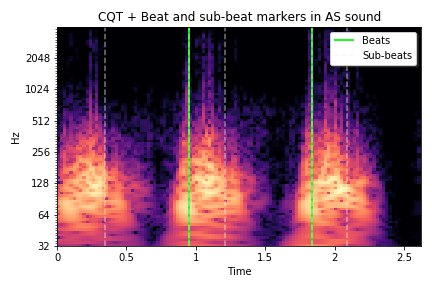 CQT + Beat and sub-beat markers in AS sound
Beats
Sub-beats
Hz
2048
1024
512
256
128
64
32
0
0.5
1
1.5
2
2.5
Time